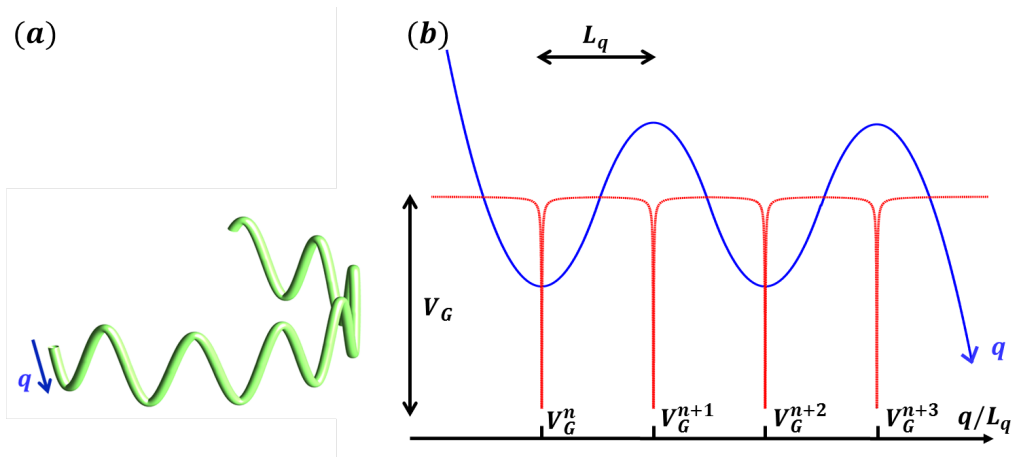 (a)
q
(b)
L_q
V_G
q
V_G^n V_G^{n+1} V_G^{n+2} V_G^{n+3} q/L_q